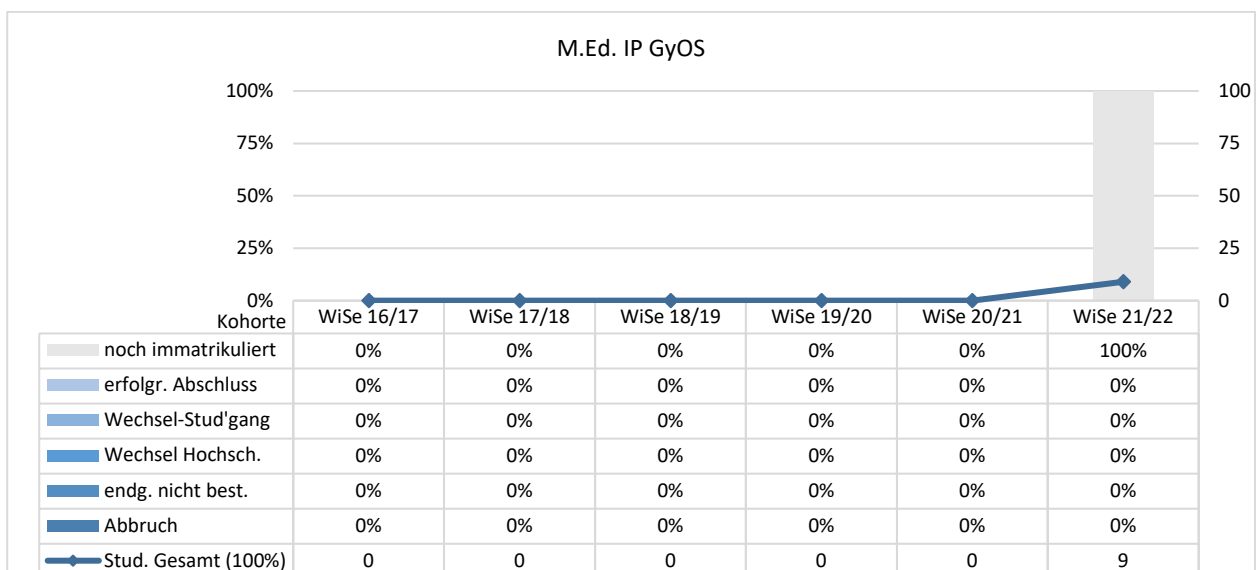 M.Ed. IP GyOS
100% 100
75% 75
50% 50
25% 25
0% 0
Kohorte WiSe 16/17 WiSe 17/18 WiSe 18/19 WiSe 19/20 WiSe 20/21 WiSe 21/22
noch immatrikuliert 0% 0% 0% 0% 0% 100%
erfolgr. Abschluss 0% 0% 0% 0% 0% 0%
Wechsel-Stud'gang 0% 0% 0% 0% 0% 0%
Wechsel Hochsch. 0% 0% 0% 0% 0% 0%
endg. nicht best. 0% 0% 0% 0% 0% 0%
Abbruch 0% 0% 0% 0% 0% 0%
Stud. Gesamt (100%) 0 0 0 0 0 9